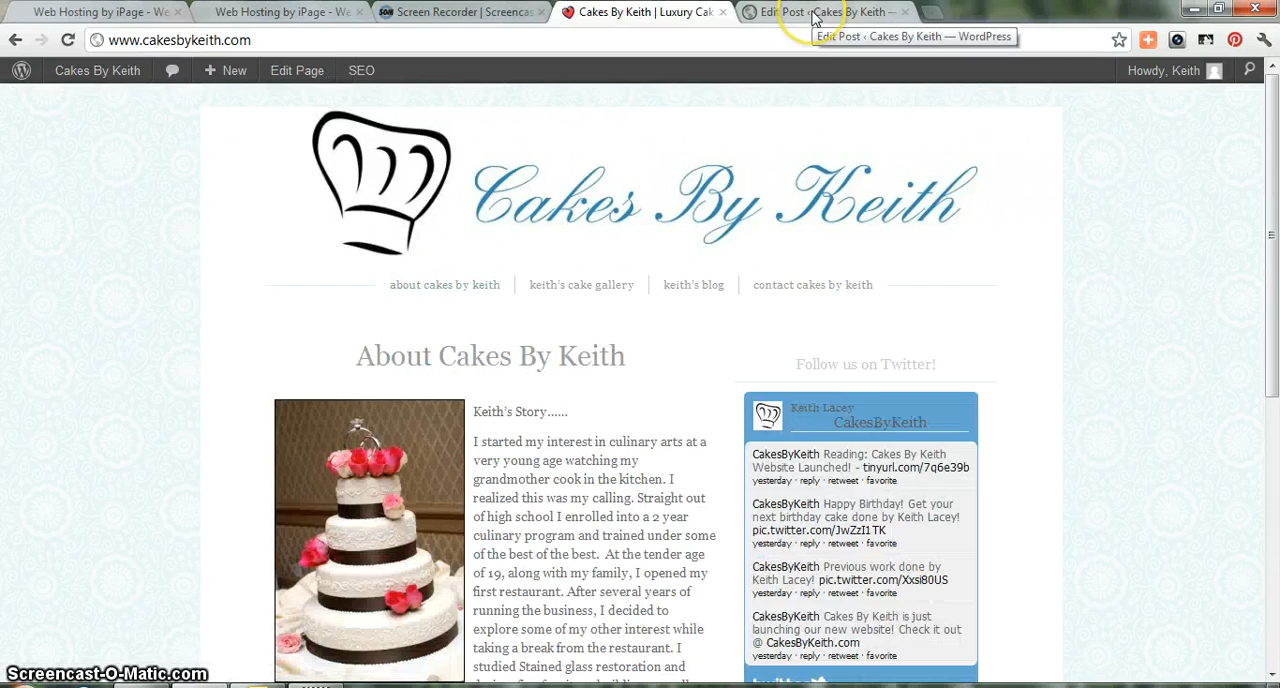 Web Hosting by iPage - We
Web Hosting by iPage - We
SOM Screen Recorder | Screencas
Cakes By Keith | Luxury Cak
Edit Post ‹ Cakes By Keith —
www.cakesbykeith.com
Edit Post ‹ Cakes By Keith — WordPress
Cakes By Keith
New
Edit Page
SEO
Howdy, Keith
Cakes By Keith
about cakes by keith
keith's cake gallery
keith's blog
contact cakes by keith
About Cakes By Keith
Keith's Story......
I started my interest in culinary arts at a
very young age watching my
grandmother cook in the kitchen. I
realized this was my calling. Straight out
of high school I enrolled into a 2 year
culinary program and trained under some
of the best of the best. At the tender age
of 19, along with my family, I opened my
first restaurant. After several years of
running the business, I decided to
explore some of my other interest while
taking a break from the restaurant. I
studied Stained glass restoration and
Follow us on Twitter!
Keith Lacey
CakesByKeith
CakesByKeith Reading: Cakes By Keith
Website Launched! - tinyurl.com/7q6e39b
yesterday · reply · retweet · favorite
CakesByKeith Happy Birthday! Get your
next birthday cake done by Keith Lacey!
pic.twitter.com/JwZzI1TK
yesterday · reply · retweet · favorite
CakesByKeith Previous work done by
Keith Lacey! pic.twitter.com/Xxsi80US
yesterday · reply · retweet · favorite
CakesByKeith Cakes By Keith is just
launching our new website! Check it out
@ CakesByKeith.com
yesterday · reply · retweet · favorite
Screencast-O-Matic.com